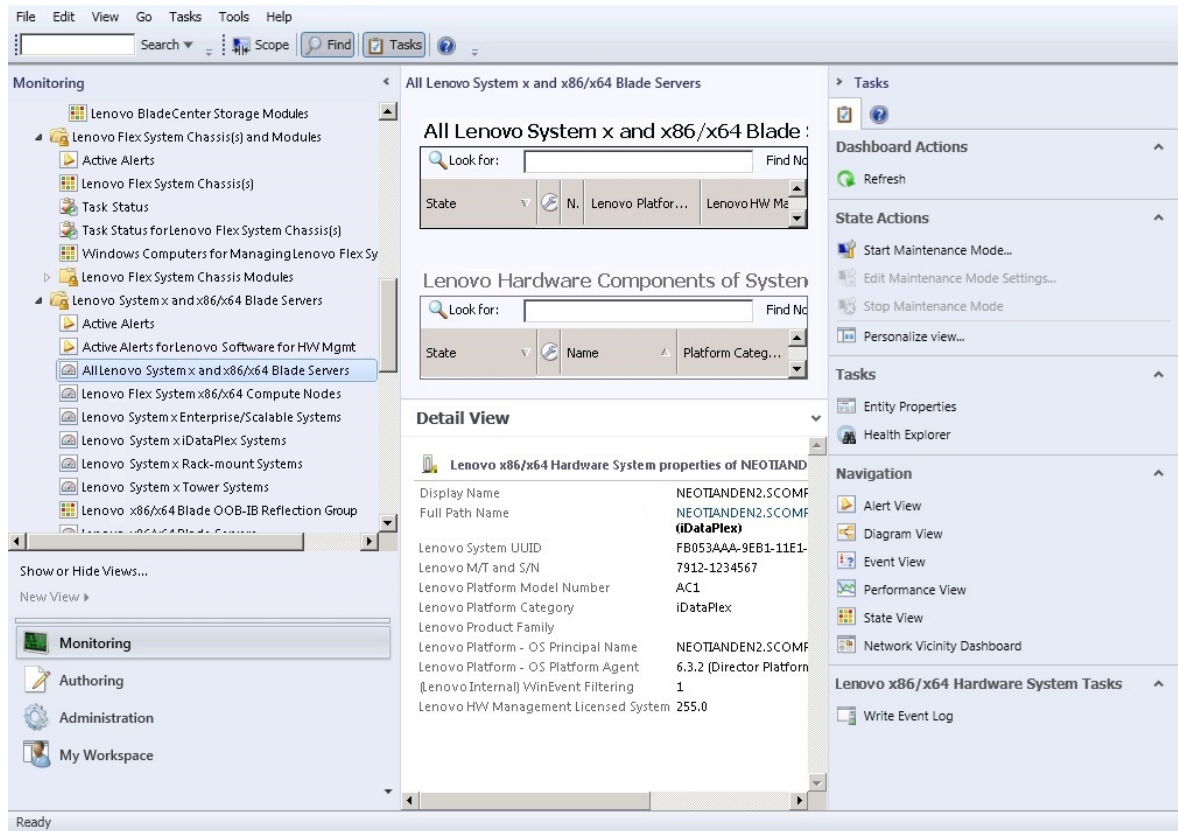 File Edit View Go Tasks Tools Help
Search Scope Find Tasks
Monitoring
Lenovo BladeCenter Storage Modules
Lenovo Flex System Chassis(s) and Modules
Active Alerts
Lenovo Flex System Chassis(s)
Task Status
Task Status for Lenovo Flex System Chassis(s)
Windows Computers for Managing Lenovo Flex Sy
Lenovo Flex System Chassis Modules
Lenovo System x and x86/x64 Blade Servers
Active Alerts
Active Alerts for Lenovo Software for HW Mgmt
All Lenovo System x and x86/x64 Blade Servers
Lenovo Flex System x86/x64 Compute Nodes
Lenovo System x Enterprise/Scalable Systems
Lenovo System x iDataPlex Systems
Lenovo System x Rack-mount Systems
Lenovo System x Tower Systems
Lenovo x86/x64 Blade OOB-IB Reflection Group
Show or Hide Views...
New View
Monitoring
Authoring
Administration
My Workspace
All Lenovo System x and x86/x64 Blade Servers
All Lenovo System x and x86/x64 Blade
Look for: Find No
State N. Lenovo Platfor... Lenovo HW Ma
Lenovo Hardware Components of System
Look for: Find No
State Name Platform Categ...
Detail View
Lenovo x86/x64 Hardware System properties of NEOTIAND
Display Name NEOTIANDEN2.SCOMF
Full Path Name NEOTIANDEN2.SCOMF
(iDataPlex)
Lenovo System UUID FB053AAA-9EB1-11E1-
Lenovo M/T and S/N 7912-1234567
Lenovo Platform Model Number AC1
Lenovo Platform Category iDataPlex
Lenovo Product Family
Lenovo Platform - OS Principal Name NEOTIANDEN2.SCOMF
Lenovo Platform - OS Platform Agent 6.3.2 (Director Platform
(Lenovo Internal) WinEvent Filtering 1
Lenovo HW Management Licensed System 255.0
Tasks
Dashboard Actions
Refresh
State Actions
Start Maintenance Mode...
Edit Maintenance Mode Settings...
Stop Maintenance Mode
Personalize view...
Tasks
Entity Properties
Health Explorer
Navigation
Alert View
Diagram View
Event View
Performance View
State View
Network Vicinity Dashboard
Lenovo x86/x64 Hardware System Tasks
Write Event Log
Ready